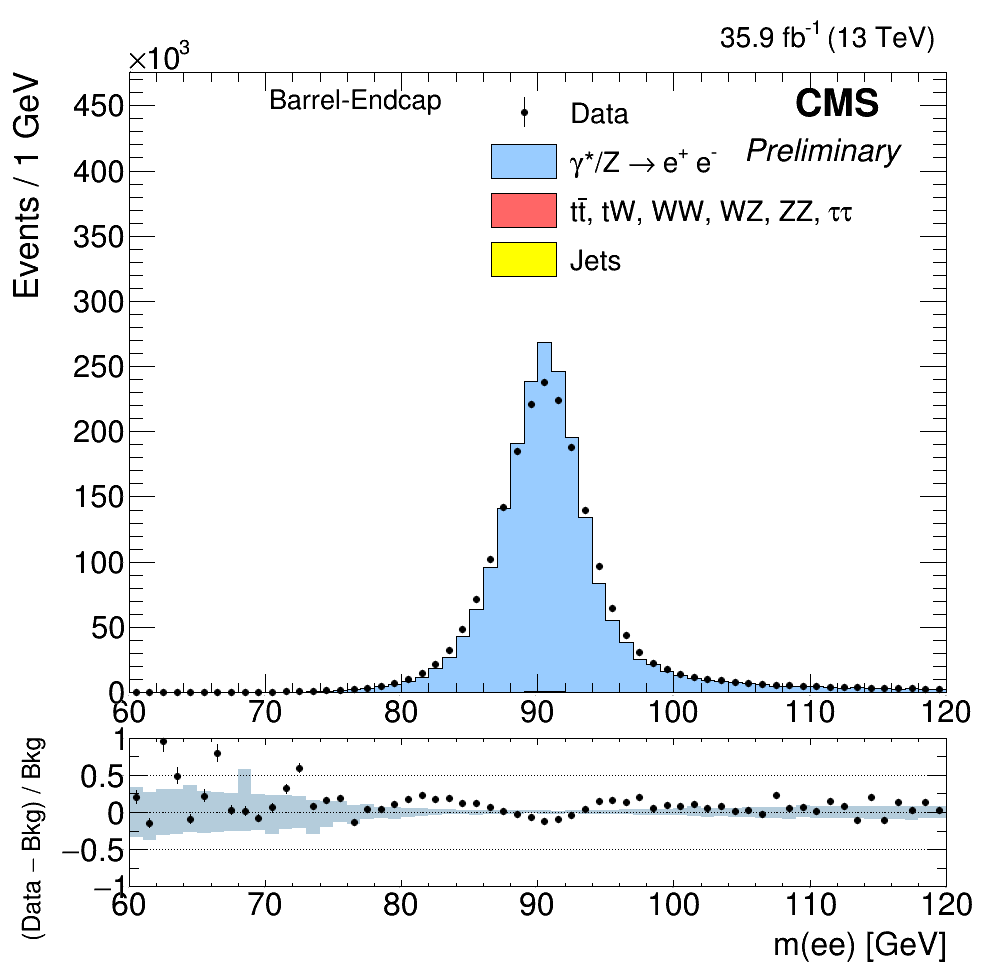 35.9 fb⁻¹ (13 TeV)
×10³
Barrel-Endcap
CMS
Preliminary
Data
γ*/Z → e⁺ e⁻
tt̄, tW, WW, WZ, ZZ, ττ
Jets
Events / 1 GeV
450
400
350
300
250
200
150
100
50
0
60 70 80 90 100 110 120
(Data − Bkg) / Bkg
1
0.5
0
−0.5
−1
60 70 80 90 100 110 120
m(ee) [GeV]